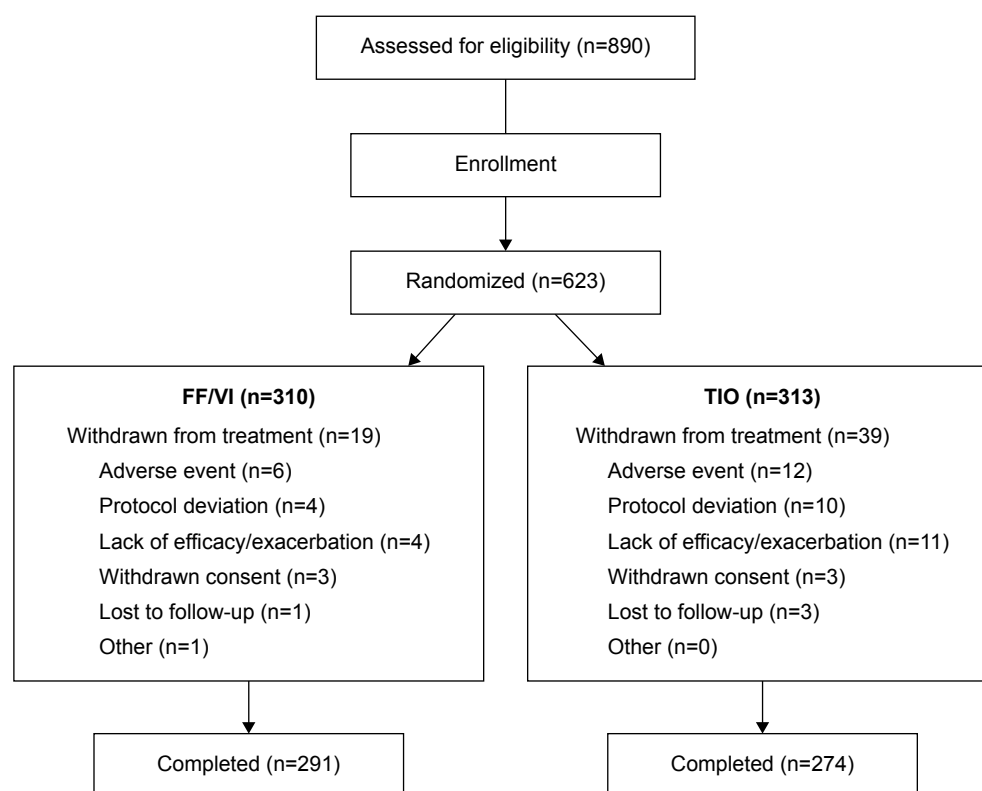 Assessed for eligibility (n=890)
Enrollment
Randomized (n=623)
FF/VI (n=310)
Withdrawn from treatment (n=19)
Adverse event (n=6)
Protocol deviation (n=4)
Lack of efficacy/exacerbation (n=4)
Withdrawn consent (n=3)
Lost to follow-up (n=1)
Other (n=1)
TIO (n=313)
Withdrawn from treatment (n=39)
Adverse event (n=12)
Protocol deviation (n=10)
Lack of efficacy/exacerbation (n=11)
Withdrawn consent (n=3)
Lost to follow-up (n=3)
Other (n=0)
Completed (n=291)
Completed (n=274)